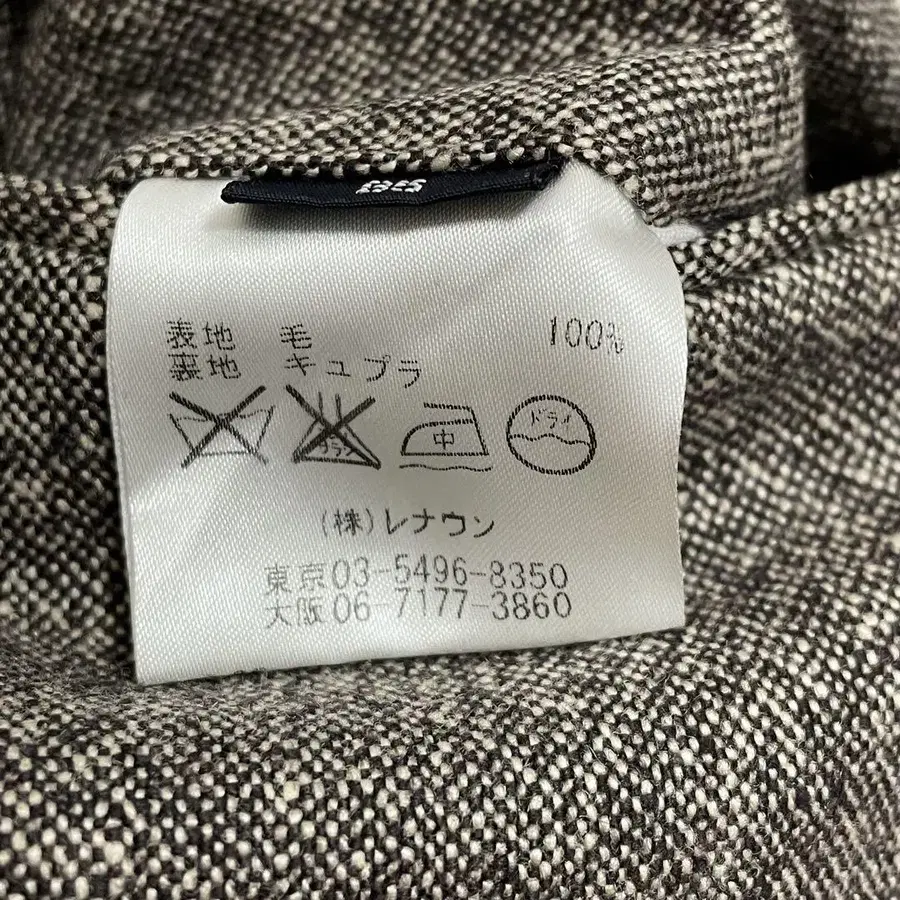 表地 毛 100%
裏地 キュプラ
中 ドライ
(株)レナウン
東京03-5496-8350
大阪06-7177-3860